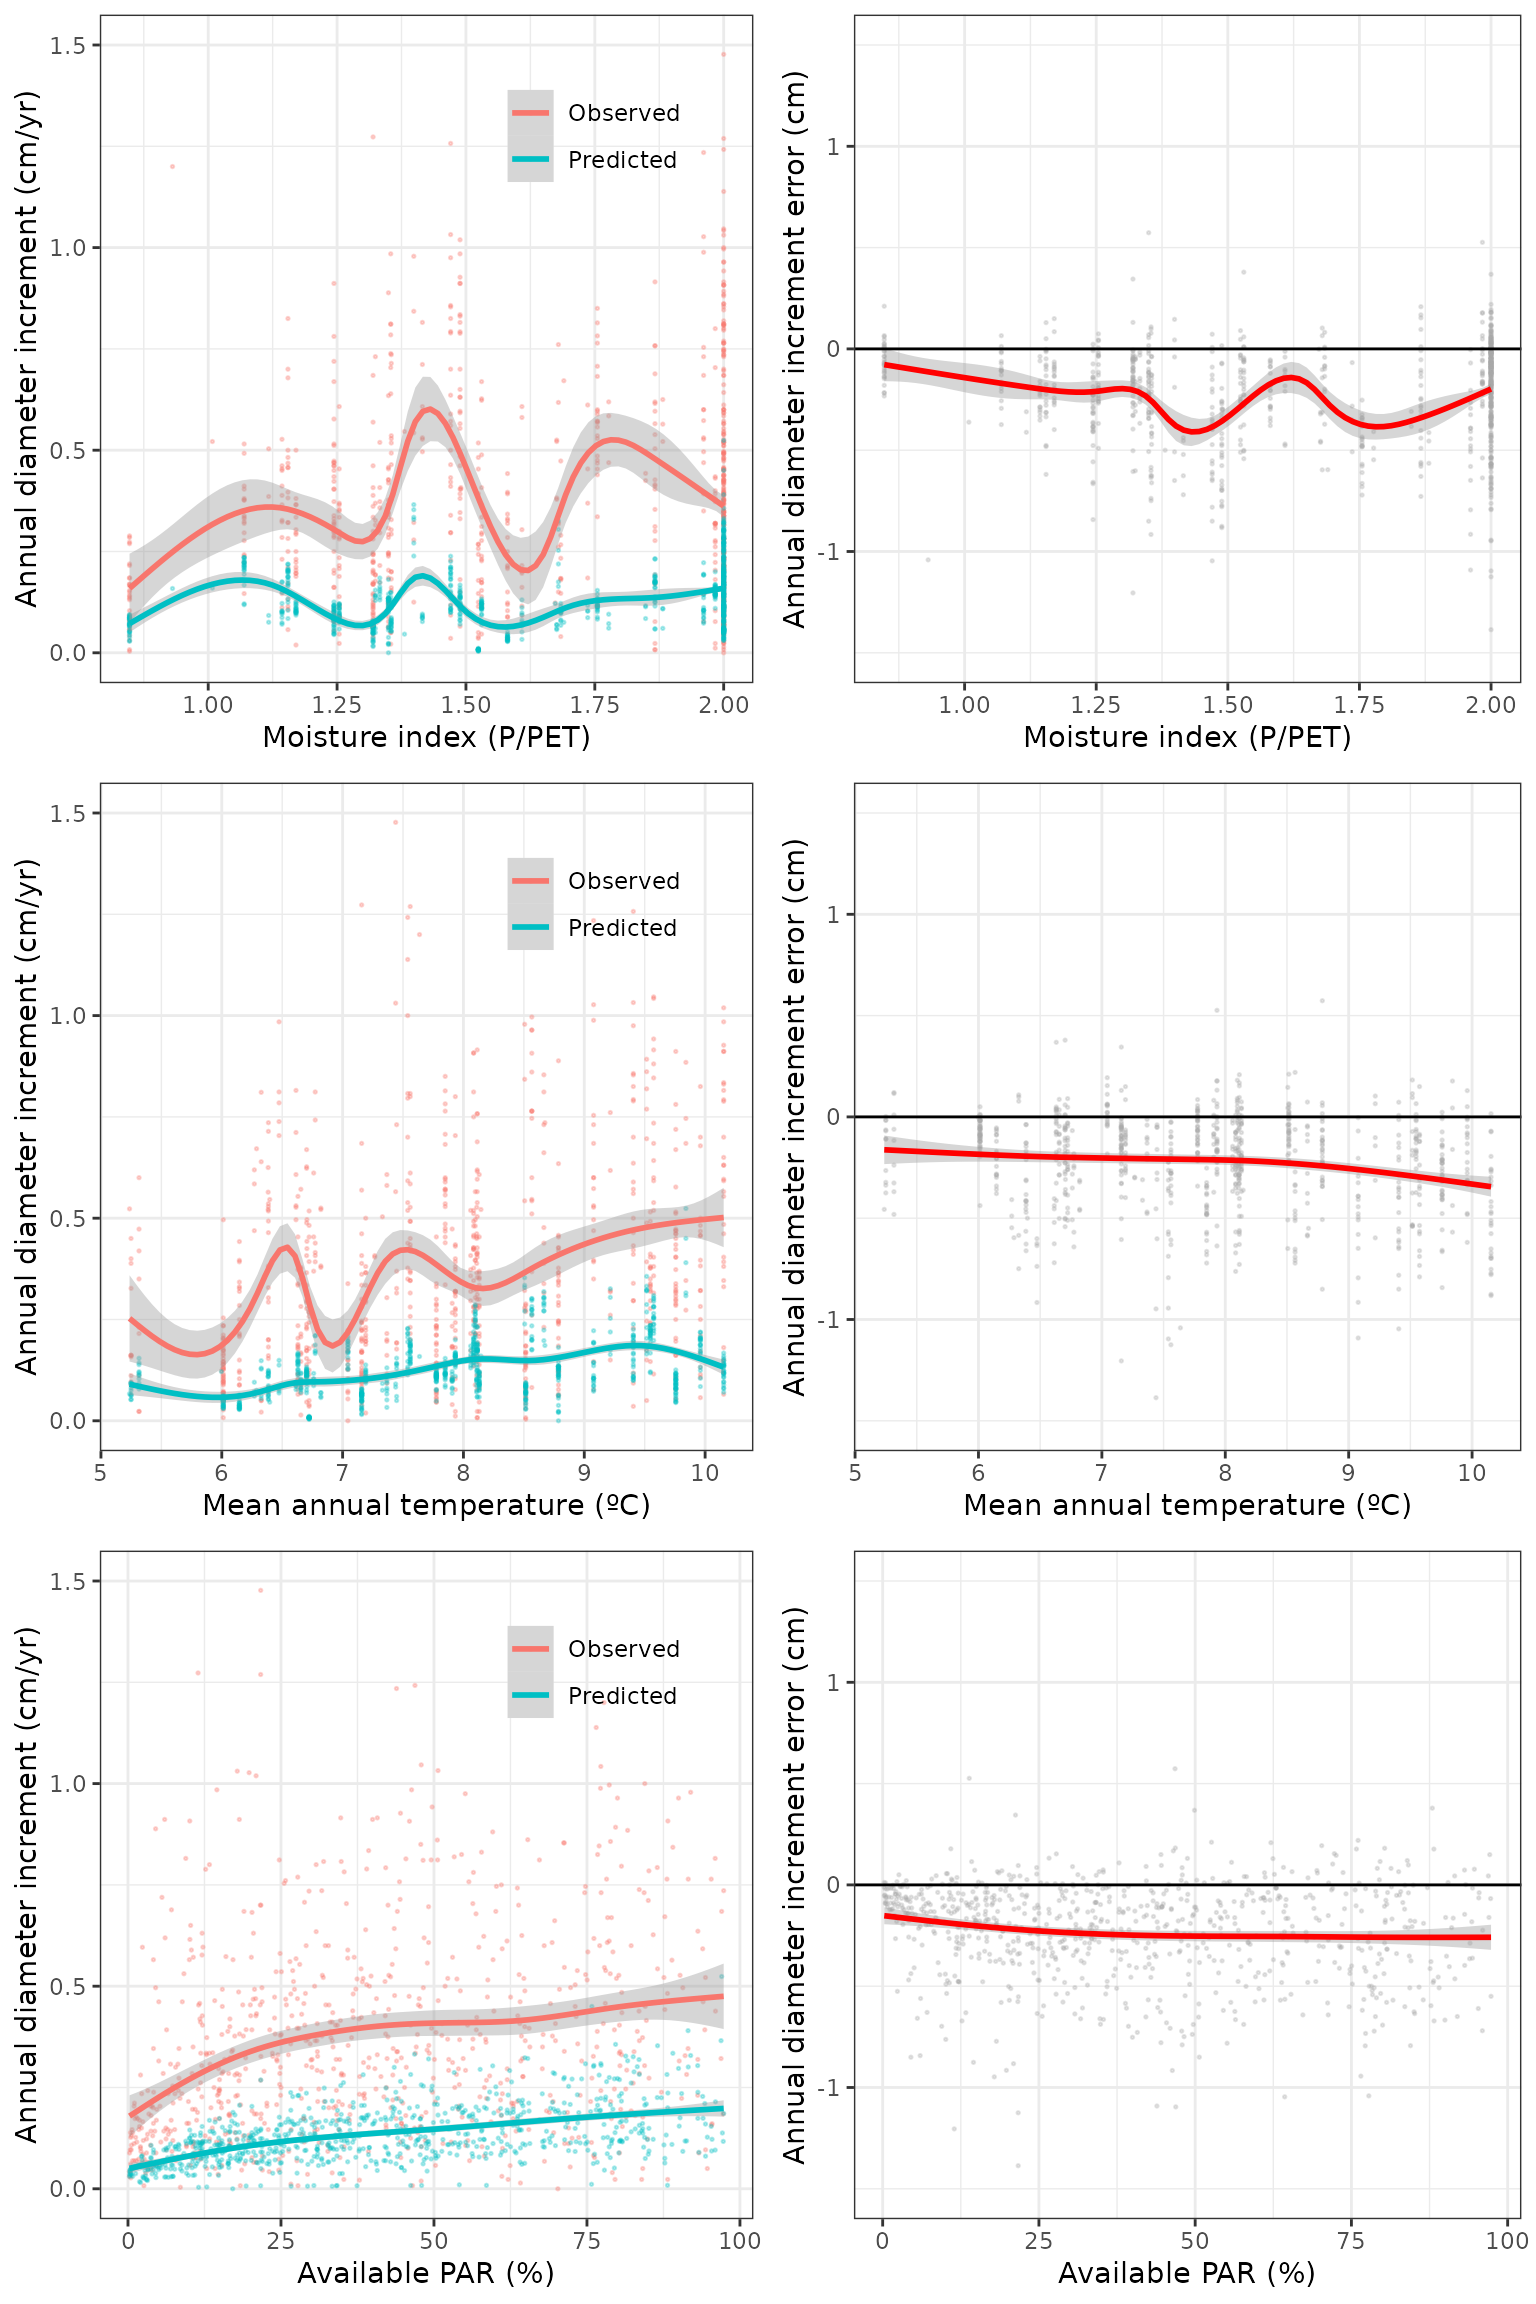 Annual diameter increment (cm/yr)
1.5
1.0
0.5
0.0
Observed
Predicted
1.00 1.25 1.50 1.75 2.00
Moisture index (P/PET)
Annual diameter increment error (cm)
1
0
-1
1.00 1.25 1.50 1.75 2.00
Moisture index (P/PET)
Annual diameter increment (cm/yr)
1.5
1.0
0.5
0.0
Observed
Predicted
5 6 7 8 9 10
Mean annual temperature (ºC)
Annual diameter increment error (cm)
1
0
-1
5 6 7 8 9 10
Mean annual temperature (ºC)
Annual diameter increment (cm/yr)
1.5
1.0
0.5
0.0
Observed
Predicted
0 25 50 75 100
Available PAR (%)
Annual diameter increment error (cm)
1
0
-1
0 25 50 75 100
Available PAR (%)